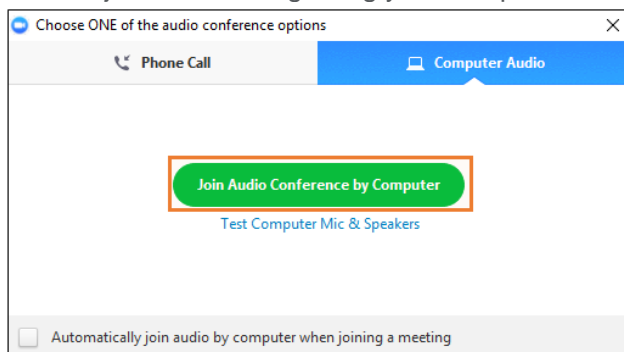 Choose ONE of the audio conference options
Phone Call
Computer Audio
Join Audio Conference by Computer
Test Computer Mic & Speakers
Automatically join audio by computer when joining a meeting